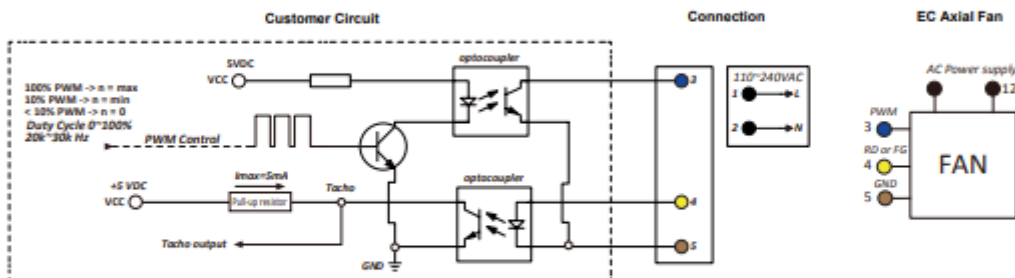 Customer Circuit
Connection
EC Axial Fan
optocoupler
5VDC
VCC
100% PWM -> n = max
10% PWM -> n = min
< 10% PWM -> n = 0
Duty Cycle 0~100%
20k~30k Hz
PWM Control
3
110~240VAC
1 L
2 N
AC Power supply
12
PWM
3
RD or FG
4
GND
5
FAN
optocoupler
+5 VDC
VCC
Imax=5mA
Pull-up resistor
Tacho
4
Tacho output
GND
5